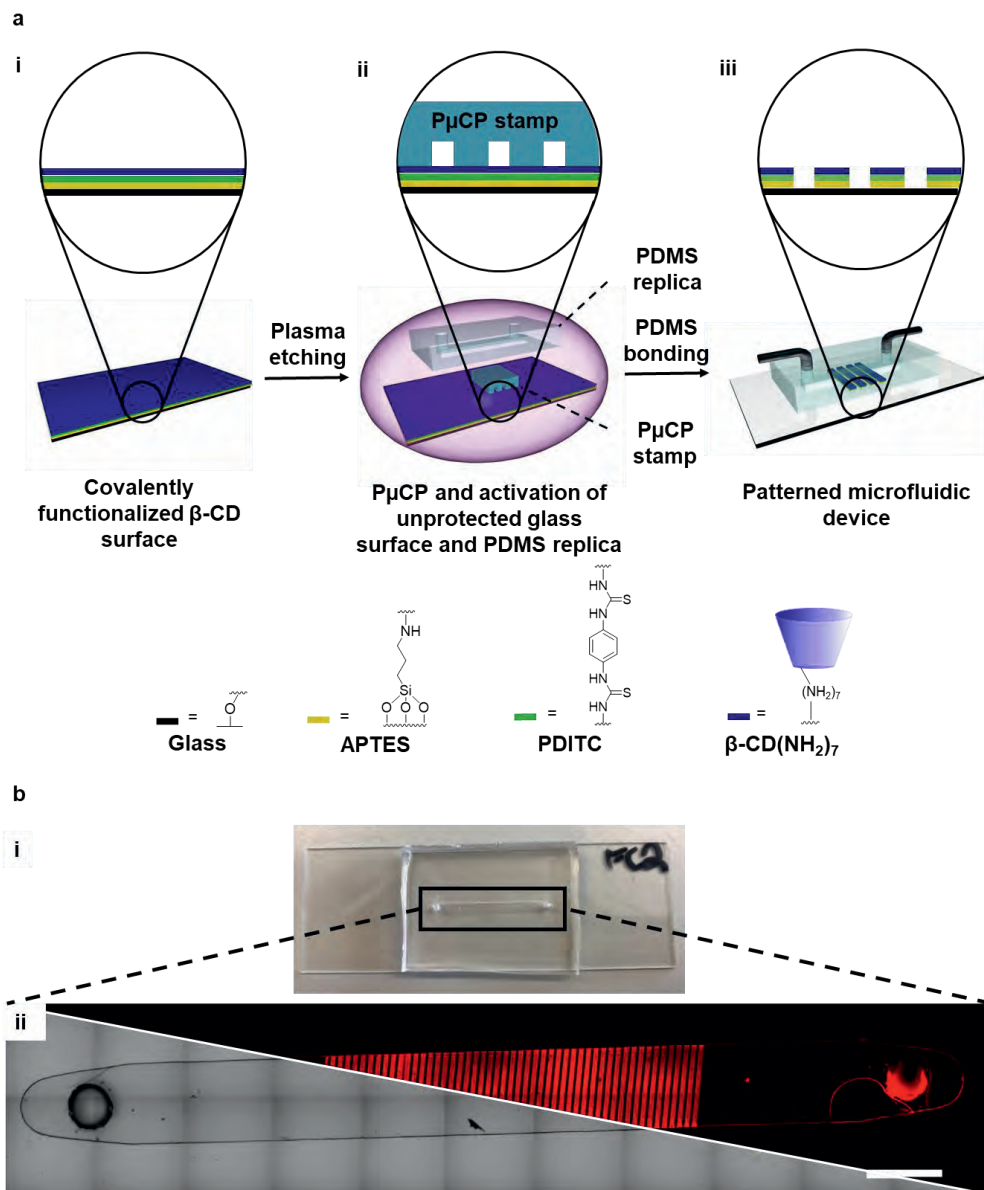 a
i
ii
iii
PμCP stamp
PDMS
replica
Plasma
etching
PDMS
bonding
PμCP
stamp
Covalently
functionalized β-CD
surface
PμCP and activation of
unprotected glass
surface and PDMS replica
Patterned microfluidic
device
= O
Glass
= NH
Si
O O O
APTES
= HN
S
NH
HN
S
HN
PDITC
= (NH2)7
β-CD(NH2)7
b
i
FC2
ii